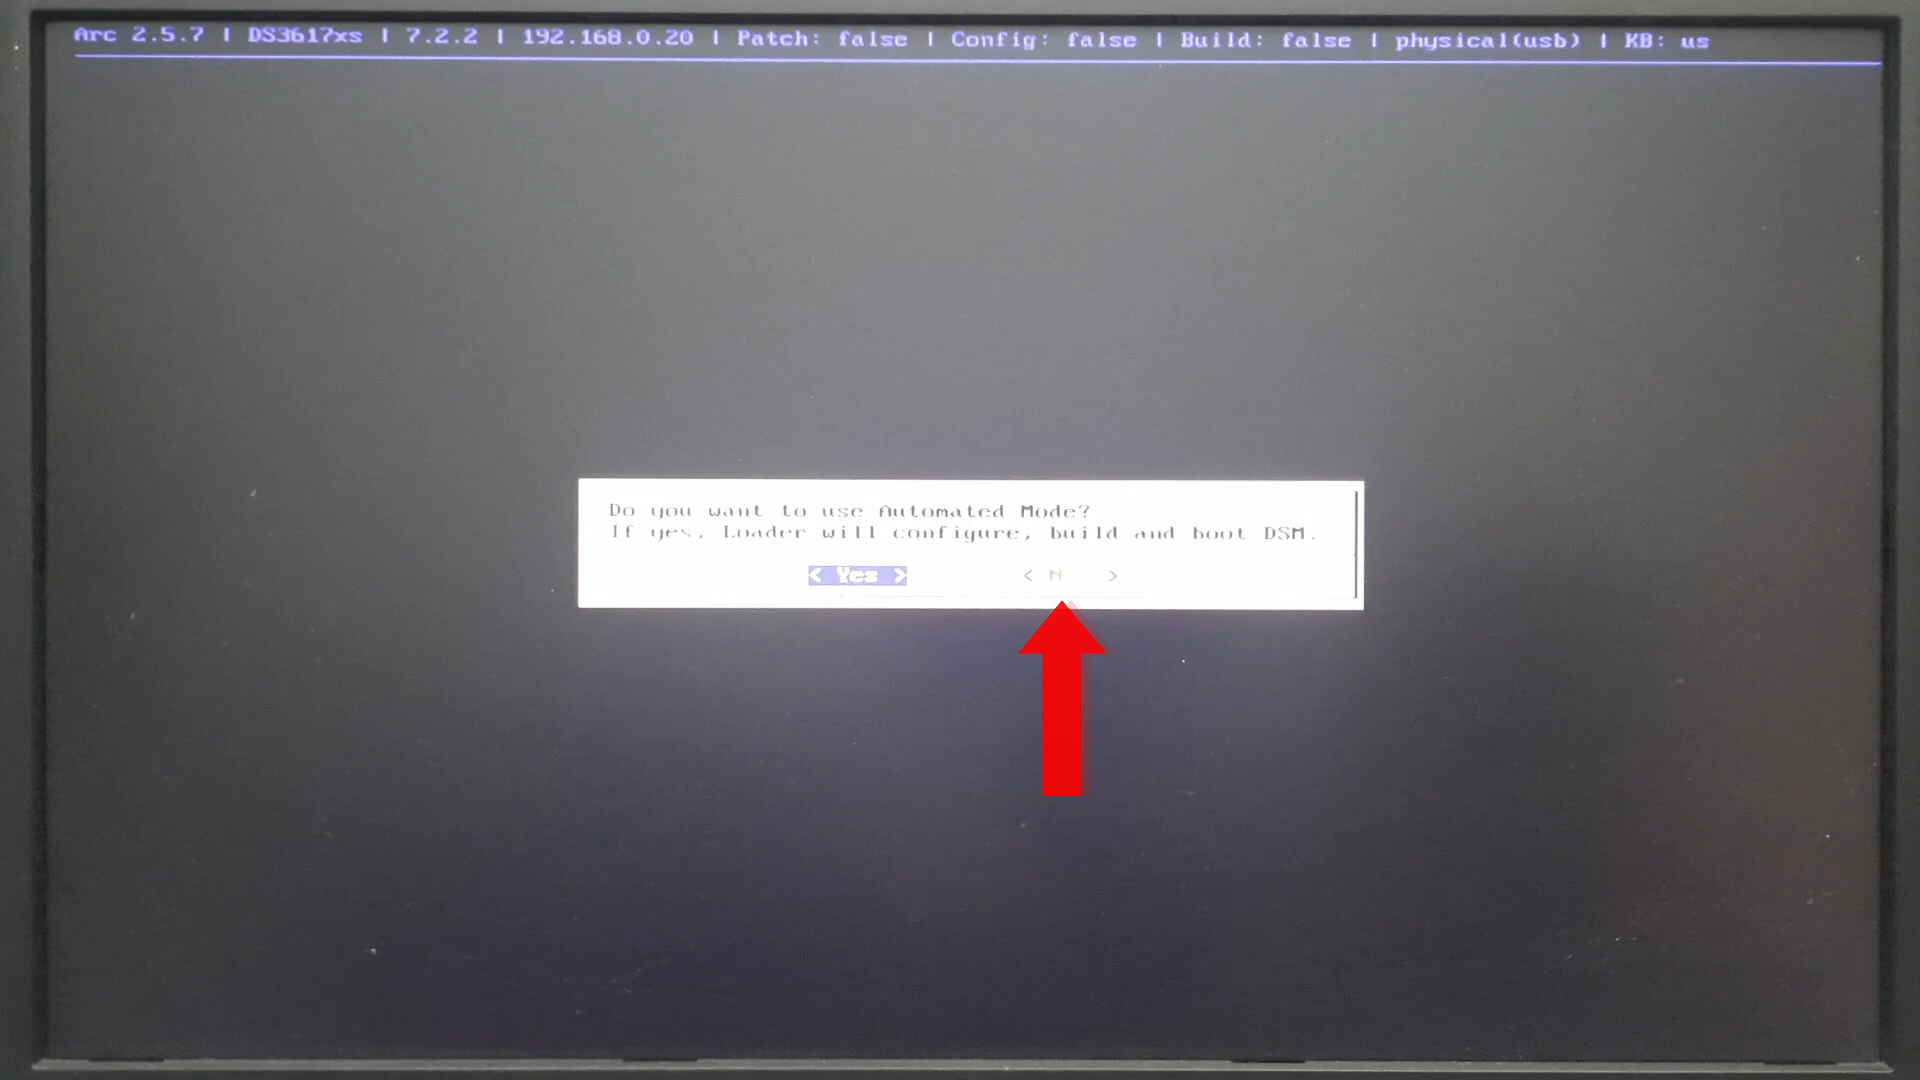 Arc 2.5.7 | DS3617xs | 7.2.2 | 192.168.0.20 | Patch: false | Config: false | Build: false | physical(usb) | KB: us
Do you want to use Automated Mode?
If yes, Loader will configure, build and boot DSM.
< Yes > < N >